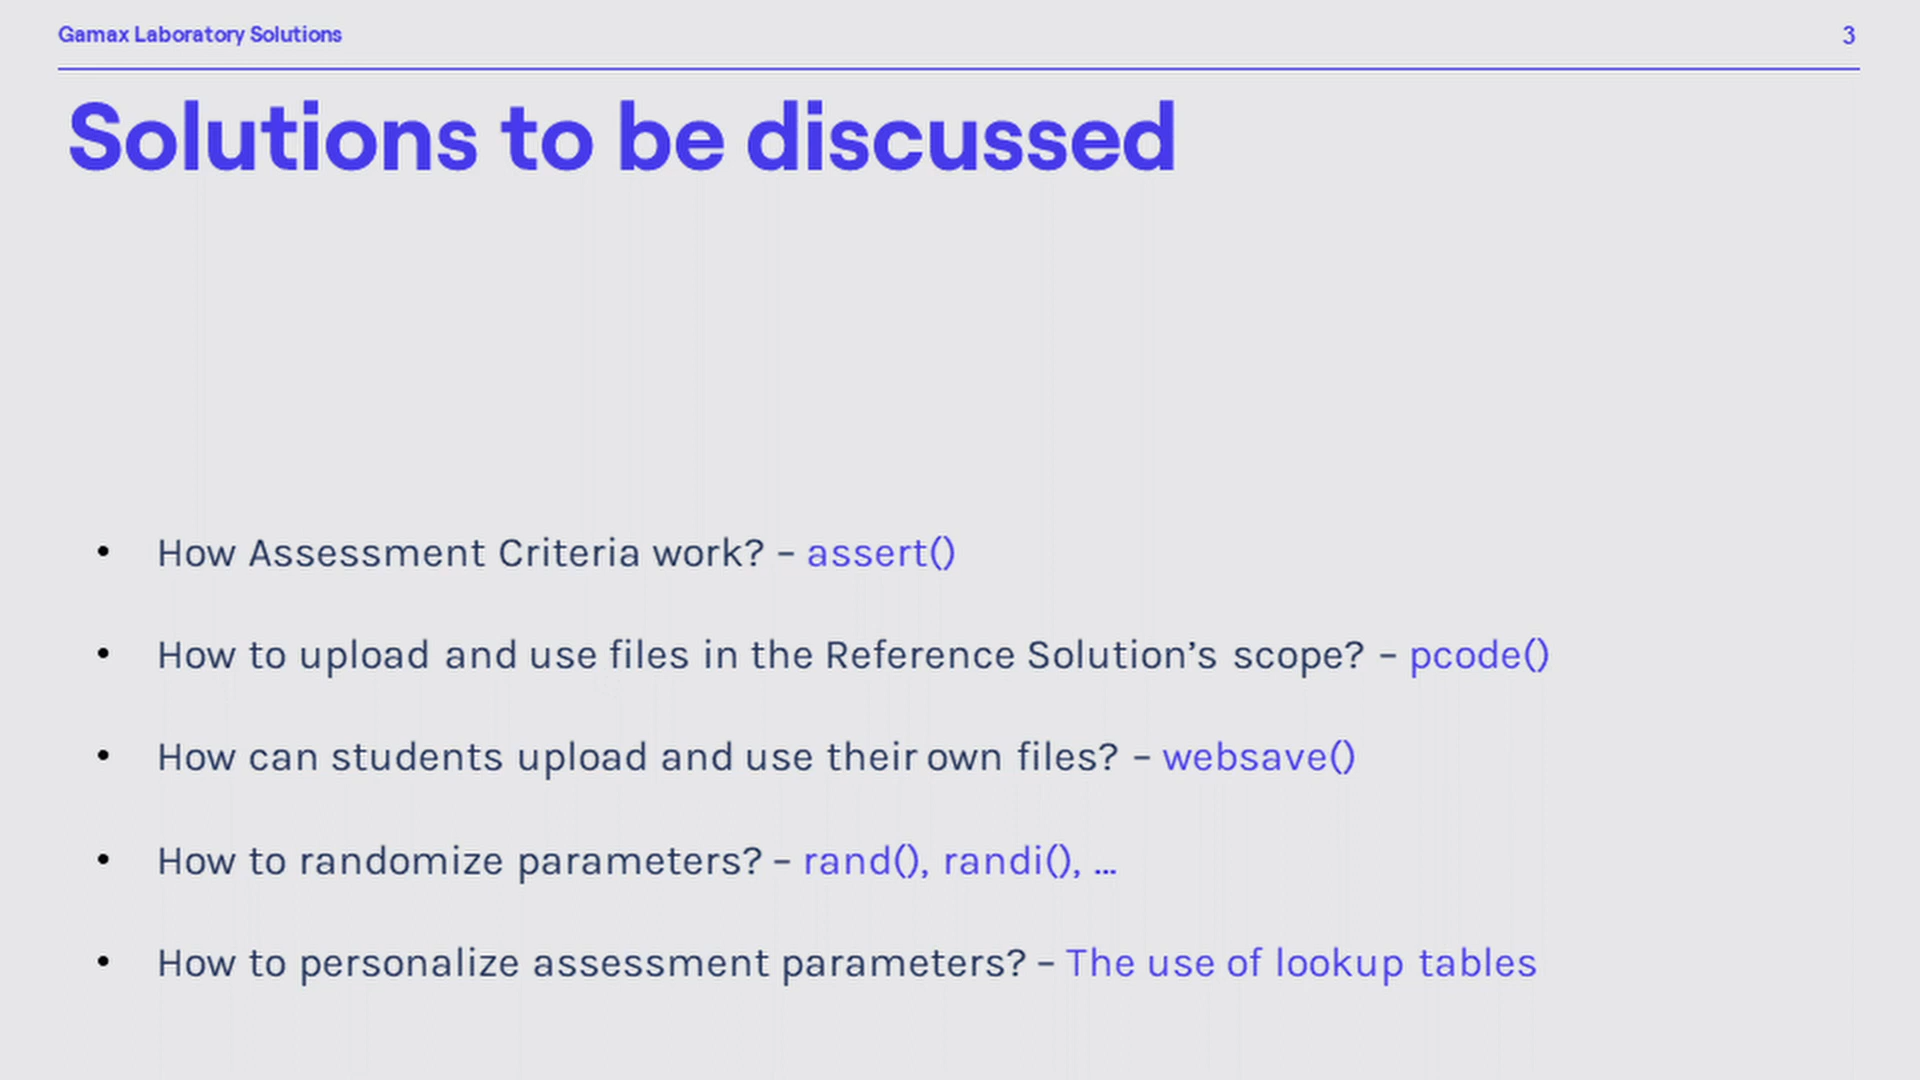 Gamax Laboratory Solutions
3
Solutions to be discussed
• How Assessment Criteria work? – assert()
• How to upload and use files in the Reference Solution’s scope? – pcode()
• How can students upload and use their own files? – websave()
• How to randomize parameters? – rand(), randi(), …
• How to personalize assessment parameters? – The use of lookup tables